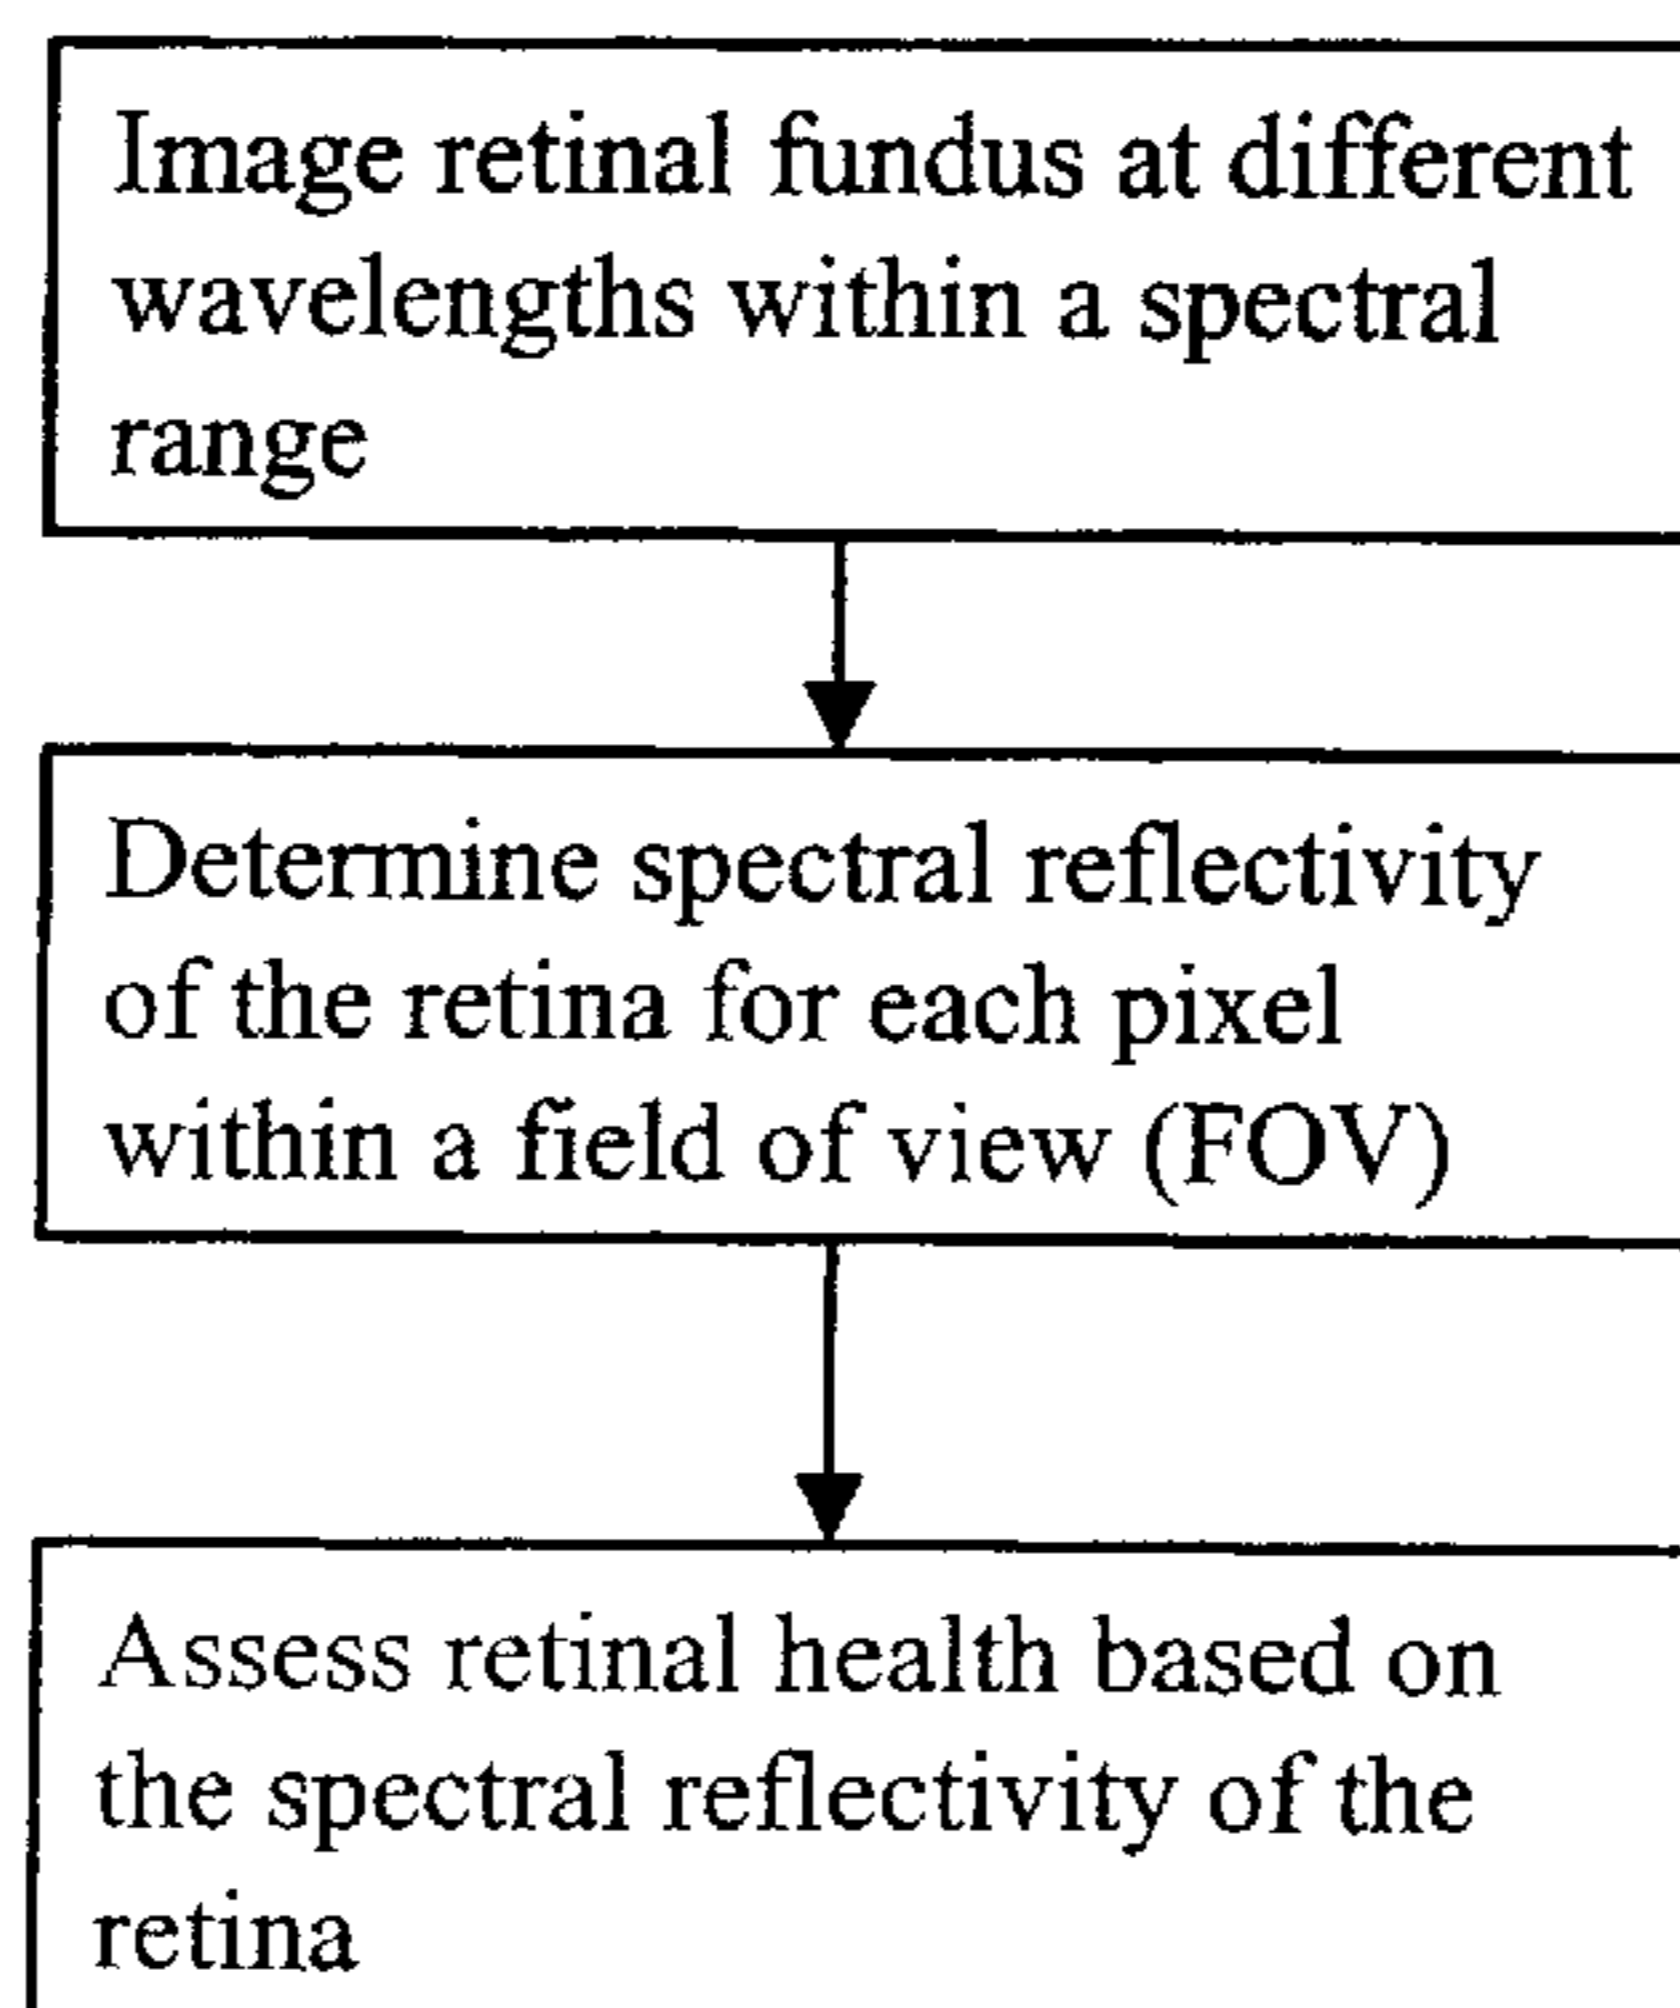 Image retinal fundus at different
wavelengths within a spectral
range
Determine spectral reflectivity
of the retina for each pixel
within a field of view (FOV)
Assess retinal health based on
the spectral reflectivity of the
retina